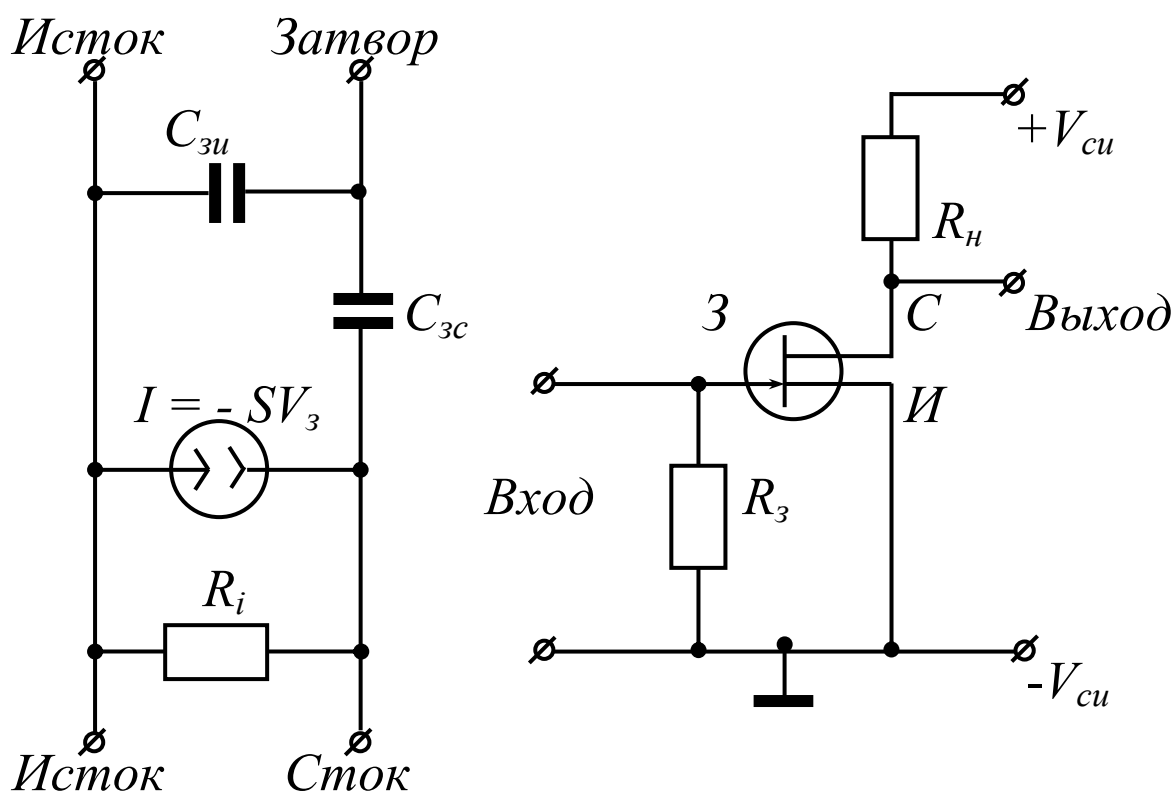 Исток
Затвор
Cзи
Cзс
I = - SVз
Ri
Исток
Сток
+Vси
Rн
З
С
Выход
И
Вход
Rз
-Vси